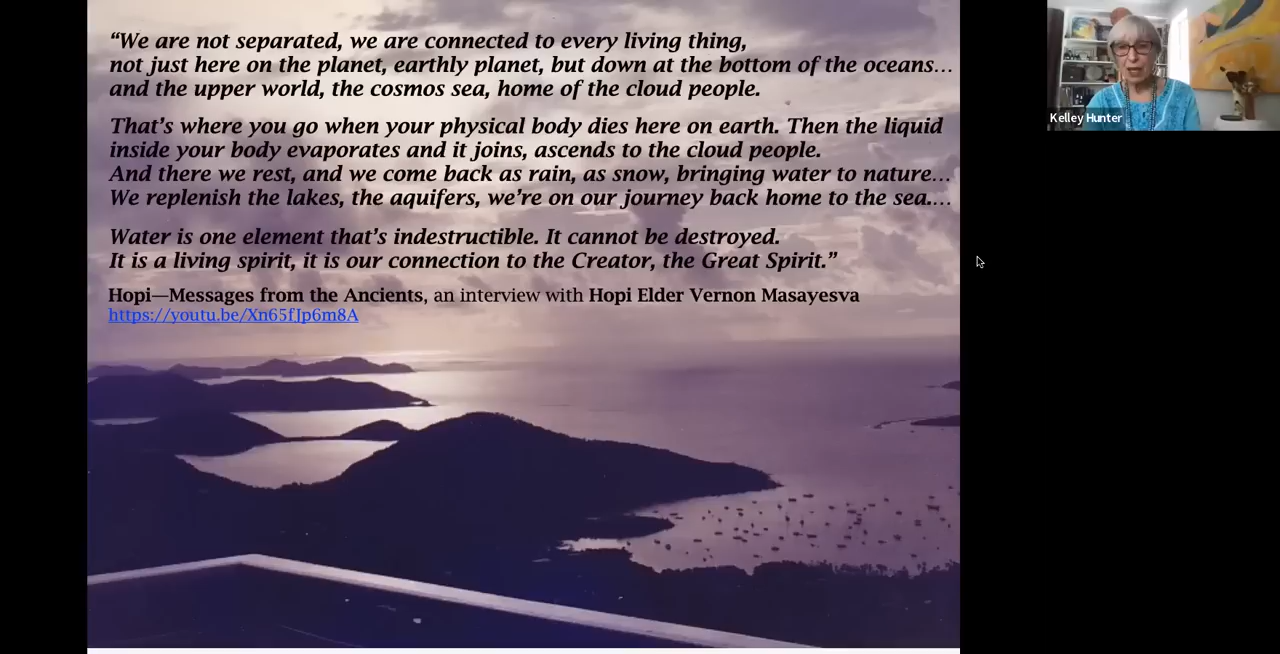 “We are not separated, we are connected to every living thing,
not just here on the planet, earthly planet, but down at the bottom of the oceans…
and the upper world, the cosmos sea, home of the cloud people.
That’s where you go when your physical body dies here on earth. Then the liquid
inside your body evaporates and it joins, ascends to the cloud people.
And there we rest, and we come back as rain, as snow, bringing water to nature…
We replenish the lakes, the aquifers, we’re on our journey back home to the sea.…
Water is one element that’s indestructible. It cannot be destroyed.
It is a living spirit, it is our connection to the Creator, the Great Spirit.”
Hopi—Messages from the Ancients, an interview with Hopi Elder Vernon Masayesva
https://youtu.be/Xn65fJp6m8A
Kelley Hunter